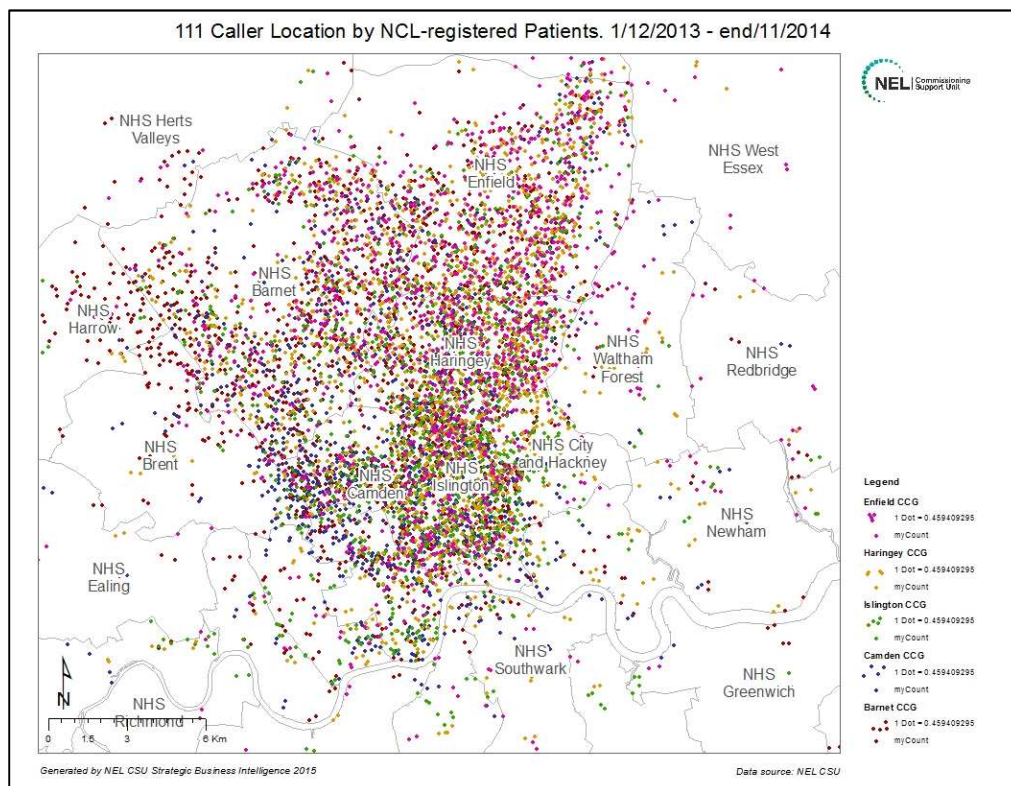 111 Caller Location by NCL-registered Patients. 1/12/2013 - end/11/2014
NEL Commissioning
Support Unit
NHS Herts
Valleys
NHS West
Essex
NHS
Enfield
NHS
Barnet
NHS
Harrow
NHS
Haringey
NHS
Waltham
Forest
NHS
Redbridge
NHS
Brent
NHS City
and Hackney
NHS
Camden
NHS
Islington
NHS
Newham
NHS
Ealing
NHS
Southwark
NHS
Greenwich
NHS
Richmond
N
0 1.5 3 6 Km
Legend
Enfield CCG
1 Dot = 0.459409295
myCount
Haringey CCG
1 Dot = 0.459409295
myCount
Islington CCG
1 Dot = 0.459409295
myCount
Camden CCG
1 Dot = 0.459409295
myCount
Barnet CCG
1 Dot = 0.459409295
myCount
Generated by NEL CSU Strategic Business Intelligence 2015
Data source: NEL CSU